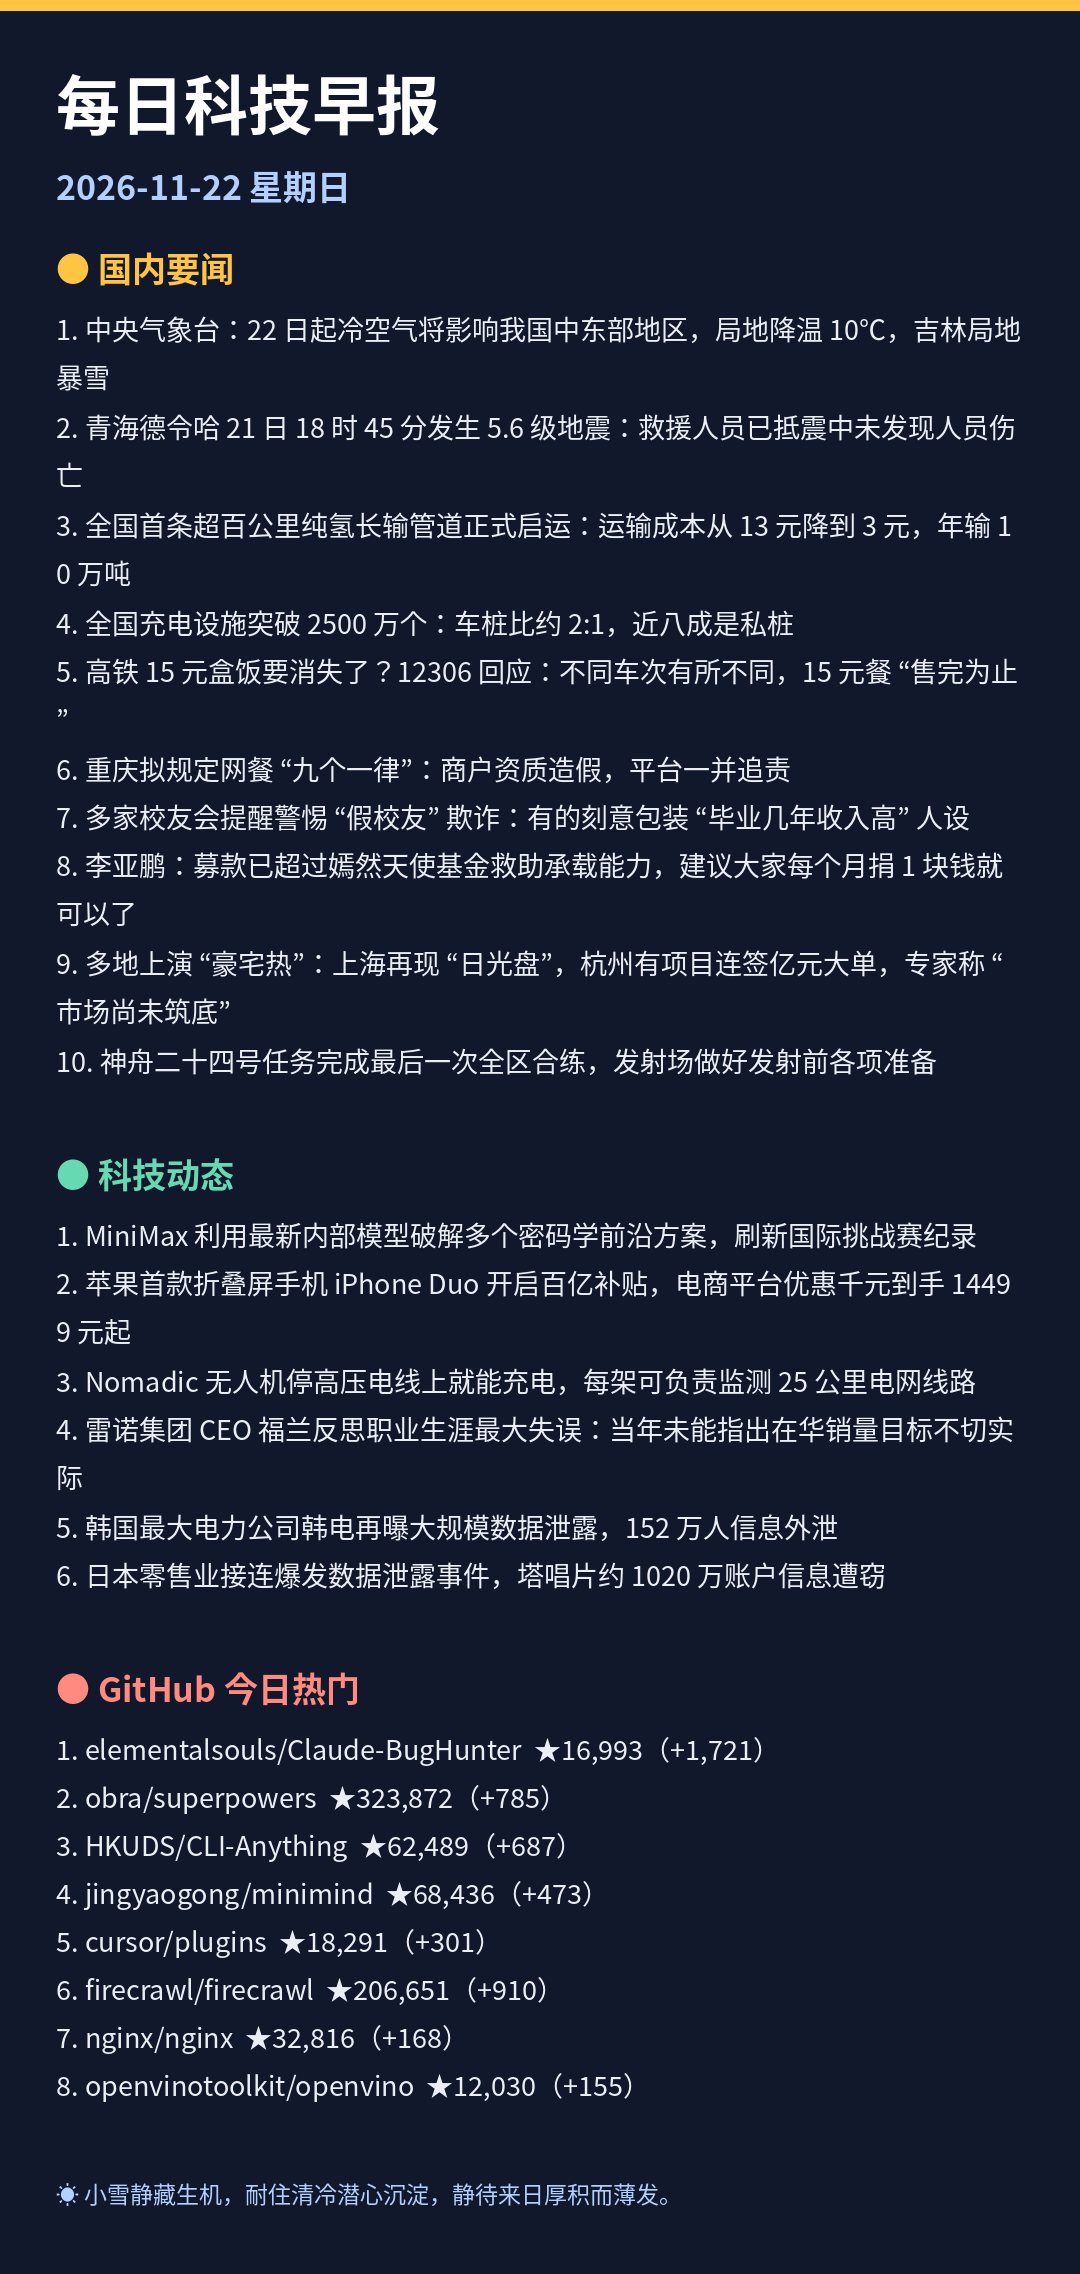 每日科技早报
2026-11-22 星期日
国内要闻
1. 中央气象台：22 日起冷空气将影响我国中东部地区，局地降温 10℃，吉林局地
暴雪
2. 青海德令哈 21 日 18 时 45 分发生 5.6 级地震：救援人员已抵震中未发现人员伤
亡
3. 全国首条超百公里纯氢长输管道正式启运：运输成本从 13 元降到 3 元，年输 1
0 万吨
4. 全国充电设施突破 2500 万个：车桩比约 2:1，近八成是私桩
5. 高铁 15 元盒饭要消失了？12306 回应：不同车次有所不同，15 元餐 “售完为止
”
6. 重庆拟规定网餐 “九个一律”：商户资质造假，平台一并追责
7. 多家校友会提醒警惕 “假校友” 欺诈：有的刻意包装 “毕业几年收入高” 人设
8. 李亚鹏：募款已超过嫣然天使基金救助承载能力，建议大家每个月捐 1 块钱就
可以了
9. 多地上演 “豪宅热”：上海再现 “日光盘”，杭州有项目连签亿元大单，专家称 “
市场尚未筑底”
10. 神舟二十四号任务完成最后一次全区合练，发射场做好发射前各项准备
科技动态
1. MiniMax 利用最新内部模型破解多个密码学前沿方案，刷新国际挑战赛纪录
2. 苹果首款折叠屏手机 iPhone Duo 开启百亿补贴，电商平台优惠千元到手 1449
9 元起
3. Nomadic 无人机停高压电线上就能充电，每架可负责监测 25 公里电网线路
4. 雷诺集团 CEO 福兰反思职业生涯最大失误：当年未能指出在华销量目标不切实
际
5. 韩国最大电力公司韩电再曝大规模数据泄露，152 万人信息外泄
6. 日本零售业接连爆发数据泄露事件，塔唱片约 1020 万账户信息遭窃
GitHub 今日热门
1. elementalsouls/Claude-BugHunter ★16,993（+1,721）
2. obra/superpowers ★323,872（+785）
3. HKUDS/CLI-Anything ★62,489（+687）
4. jingyaogong/minimind ★68,436（+473）
5. cursor/plugins ★18,291（+301）
6. firecrawl/firecrawl ★206,651（+910）
7. nginx/nginx ★32,816（+168）
8. openvinotoolkit/openvino ★12,030（+155）
☀ 小雪静藏生机，耐住清冷潜心沉淀，静待来日厚积而薄发。